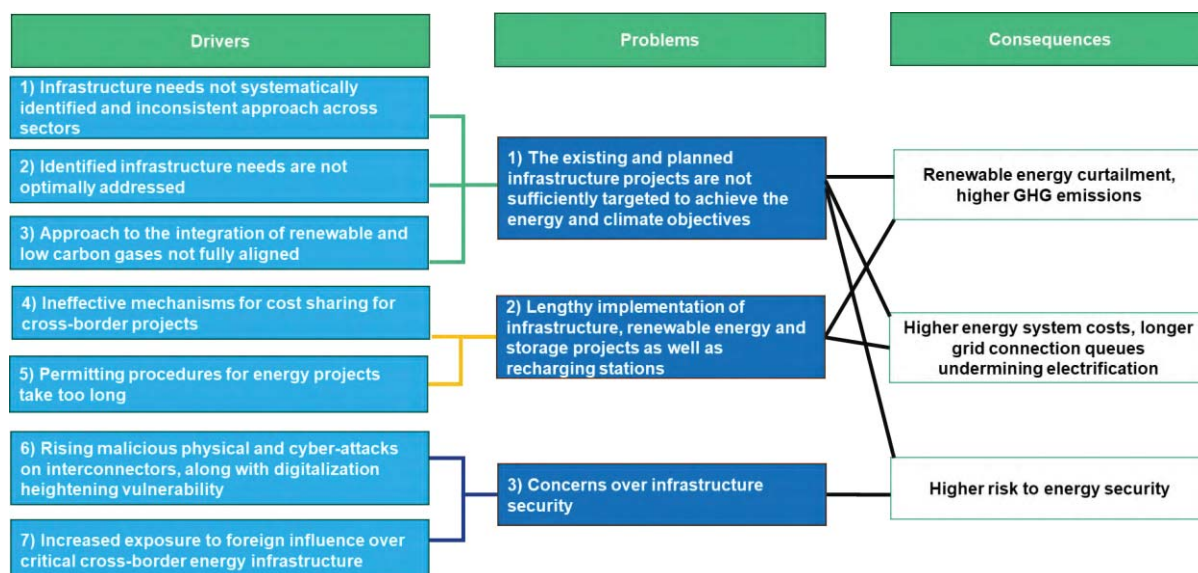 Drivers
Problems
Consequences
1) Infrastructure needs not systematically
identified and inconsistent approach across
sectors
2) Identified infrastructure needs are not
optimally addressed
3) Approach to the integration of renewable and
low carbon gases not fully aligned
4) Ineffective mechanisms for cost sharing for
cross-border projects
5) Permitting procedures for energy projects
take too long
6) Rising malicious physical and cyber-attacks
on interconnectors, along with digitalization
heightening vulnerability
7) Increased exposure to foreign influence over
critical cross-border energy infrastructure
1) The existing and planned
infrastructure projects are not
sufficiently targeted to achieve the
energy and climate objectives
2) Lengthy implementation of
infrastructure, renewable energy and
storage projects as well as
recharging stations
3) Concerns over infrastructure
security
Renewable energy curtailment,
higher GHG emissions
Higher energy system costs, longer
grid connection queues
undermining electrification
Higher risk to energy security